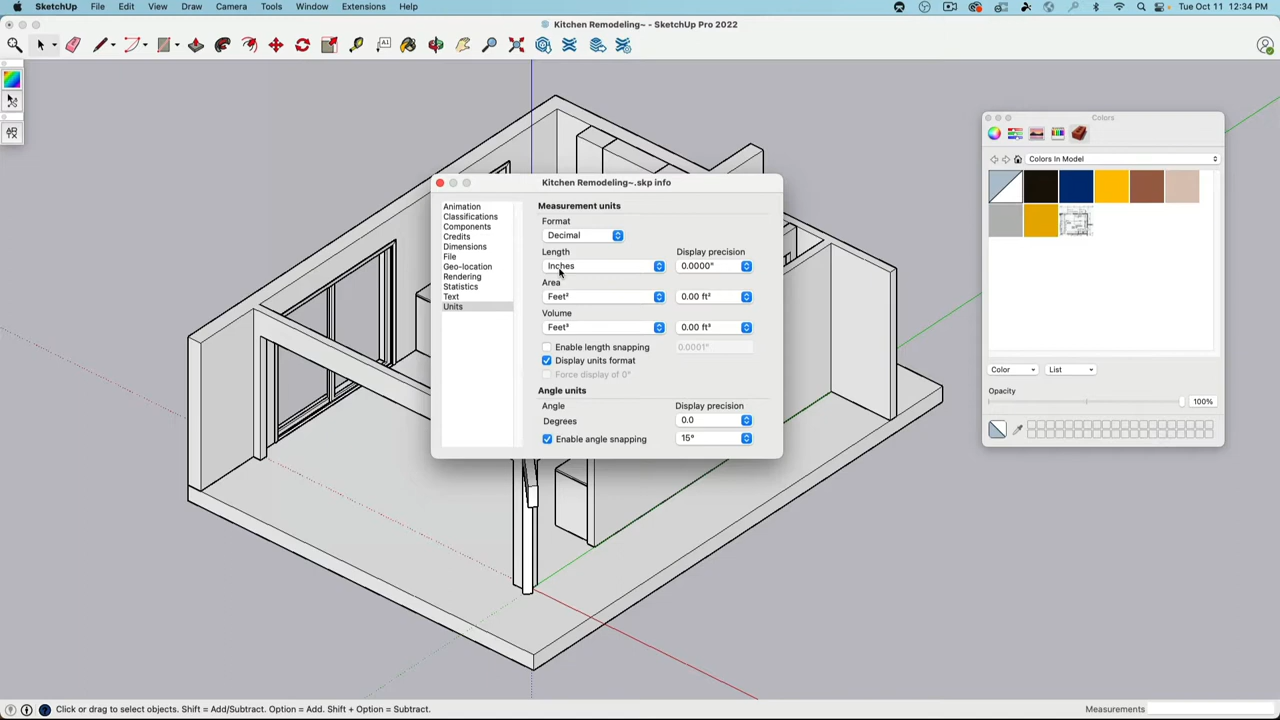 SketchUp File Edit View Draw Camera Tools Window Extensions Help Tue Oct 11 12:34 PM
Kitchen Remodeling~ - SketchUp Pro 2022
Colors
Colors In Model
Color List
Opacity
100%
Kitchen Remodeling~.skp info
Animation
Classifications
Components
Credits
Dimensions
File
Geo-location
Rendering
Statistics
Text
Units
Measurement units
Format
Decimal
Length Display precision
Inches 0.0000"
Area
Feet² 0.00 ft²
Volume
Feet³ 0.00 ft³
Enable length snapping 0.0001"
Display units format
Force display of 0"
Angle units
Angle Display precision
Degrees 0.0
Enable angle snapping 15°
Click or drag to select objects. Shift = Add/Subtract. Option = Add. Shift + Option = Subtract. Measurements